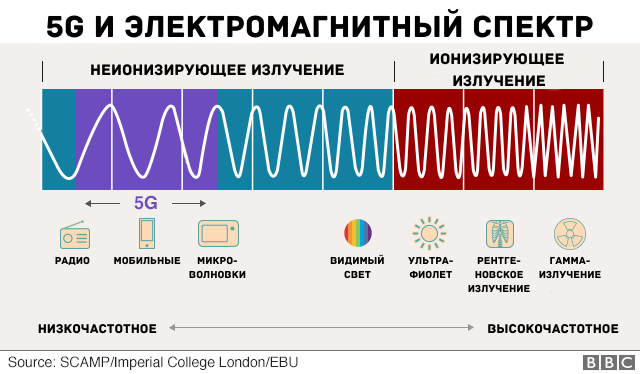 5G И ЭЛЕКТРОМАГНИТНЫЙ СПЕКТР
НЕИОНИЗИРУЮЩЕЕ ИЗЛУЧЕНИЕ
ИОНИЗИРУЮЩЕЕ
ИЗЛУЧЕНИЕ
5G
РАДИО
МОБИЛЬНЫЕ
МИКРО-
ВОЛНОВКИ
ВИДИМЫЙ
СВЕТ
УЛЬТРА-
ФИОЛЕТ
РЕНТГЕ-
НОВСКОЕ
ИЗЛУЧЕНИЕ
ГАММА-
ИЗЛУЧЕНИЕ
НИЗКОЧАСТОТНОЕ
ВЫСОКОЧАСТОТНОЕ
Source: SCAMP/Imperial College London/EBU
BBC